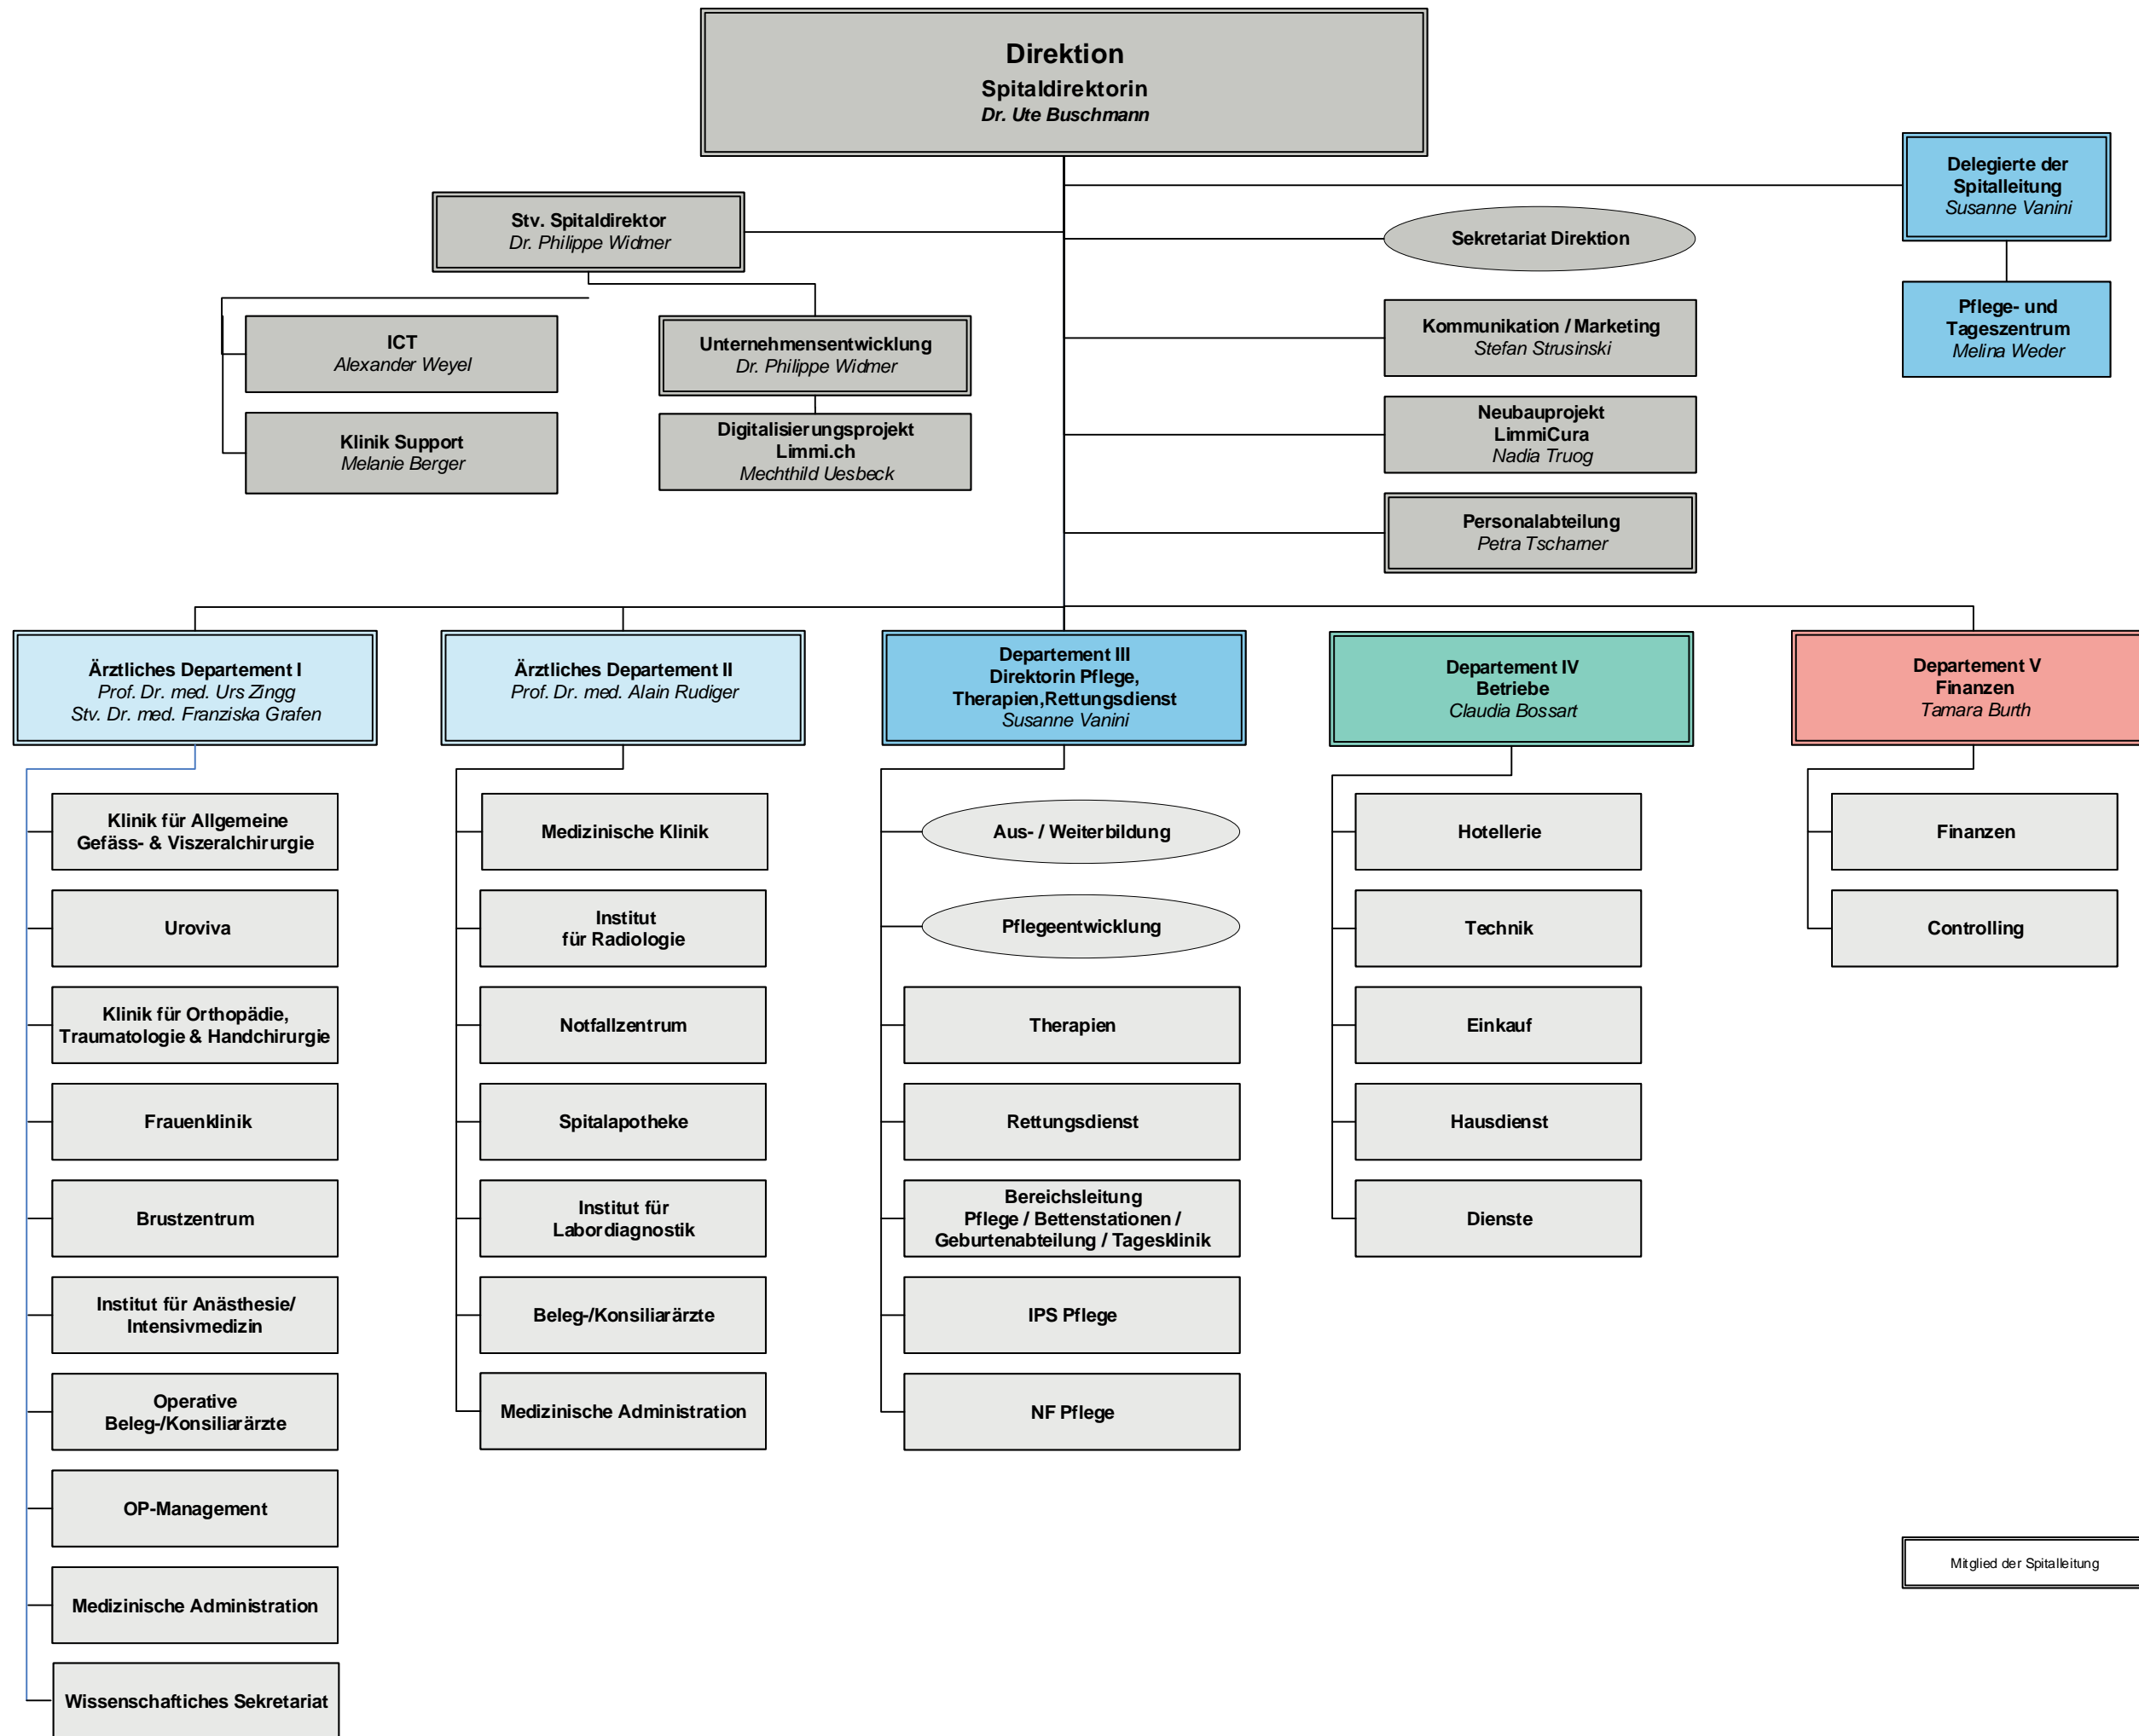 Direktion
Spitaldirektorin
Dr. Ute Buschmann
Delegierte der
Spitalleitung
Susanne Vanini
Stv. Spitaldirektor
Dr. Philippe Widmer
Sekretariat Direktion
Pflege- und
Tageszentrum
Melina Weder
ICT
Alexander Weyel
Unternehmensentwicklung
Dr. Philippe Widmer
Kommunikation / Marketing
Stefan Strusinski
Klinik Support
Melanie Berger
Digitalisierungsprojekt
Limmi.ch
Mechthild Uesbeck
Neubauprojekt
LimmiCura
Nadia Truog
Personalabteilung
Petra Tscharner
Ärztliches Departement I
Prof. Dr. med. Urs Zingg
Stv. Dr. med. Franziska Grafen
Ärztliches Departement II
Prof. Dr. med. Alain Rudiger
Departement III
Direktorin Pflege,
Therapien,Rettungsdienst
Susanne Vanini
Departement IV
Betriebe
Claudia Bossart
Departement V
Finanzen
Tamara Burth
Klinik für Allgemeine
Gefäss- & Viszeralchirurgie
Uroviva
Klinik für Orthopädie,
Traumatologie & Handchirurgie
Frauenklinik
Brustzentrum
Institut für Anästhesie/
Intensivmedizin
Operative
Beleg-/Konsiliarärzte
OP-Management
Medizinische Administration
Wissenschaftiches Sekretariat
Medizinische Klinik
Institut
für Radiologie
Notfallzentrum
Spitalapotheke
Institut für
Labordiagnostik
Beleg-/Konsiliarärzte
Medizinische Administration
Aus- / Weiterbildung
Pflegeentwicklung
Therapien
Rettungsdienst
Bereichsleitung
Pflege / Bettenstationen /
Geburtenabteilung / Tagesklinik
IPS Pflege
NF Pflege
Hotellerie
Technik
Einkauf
Hausdienst
Dienste
Finanzen
Controlling
Mitglied der Spitalleitung